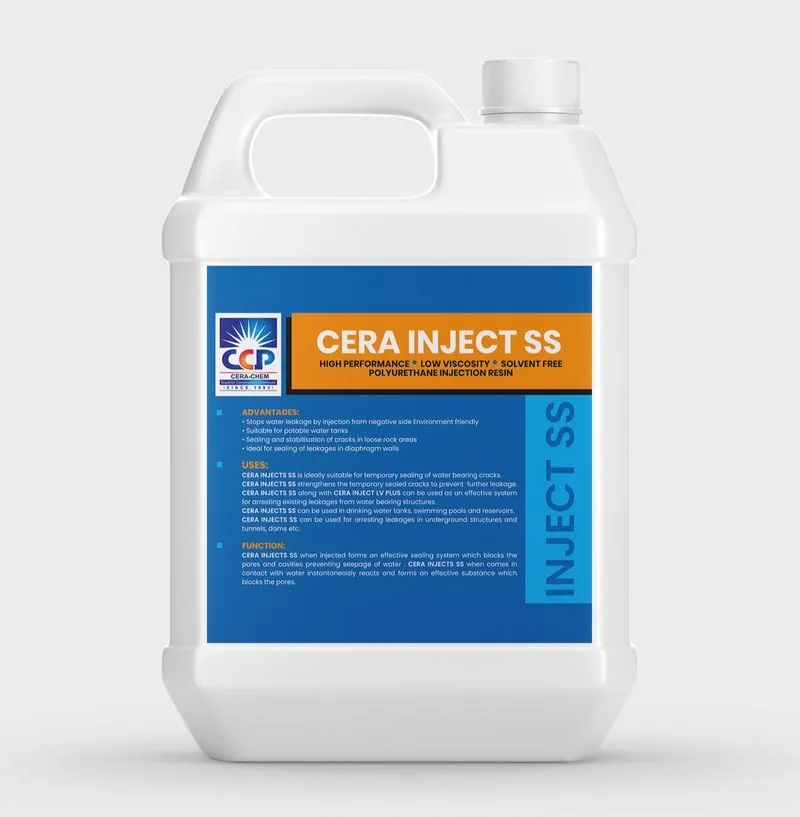 CCP
CERA-CHEM
Superior Construction Chemicals
• SINCE 1993 •
CERA INJECT SS
HIGH PERFORMANCE * LOW VISCOSITY * SOLVENT FREE
POLYURETHANE INJECTION RESIN
ADVANTAGES:
• Stops water leakage by injection from negative side Environment friendly
• Suitable for potable water tanks
• Sealing and stabilisation of cracks in loose rock areas
• Ideal for sealing of leakages in diaphragm walls
USES:
CERA INJECTS SS is ideally suitable for temporary sealing of water bearing cracks.
CERA INJECTS SS strengthens the temporary sealed cracks to prevent further leakage.
CERA INJECTS SS along with CERA INJECT LV PLUS can be used as an effective system
for arresting existing leakages from water bearing structures.
CERA INJECTS SS can be used in drinking water tanks, swimming pools and reservoirs.
CERA INJECTS SS can be used for arresting leakages in underground structures and
tunnels, dams etc.
FUNCTION:
CERA INJECTS SS when injected forms an effective sealing system which blocks the
pores and cavities preventing seepage of water . CERA INJECTS SS when comes in
contact with water instantaneoisly reacts and forms an effective substance which
blocks the pores.
INJECT SS